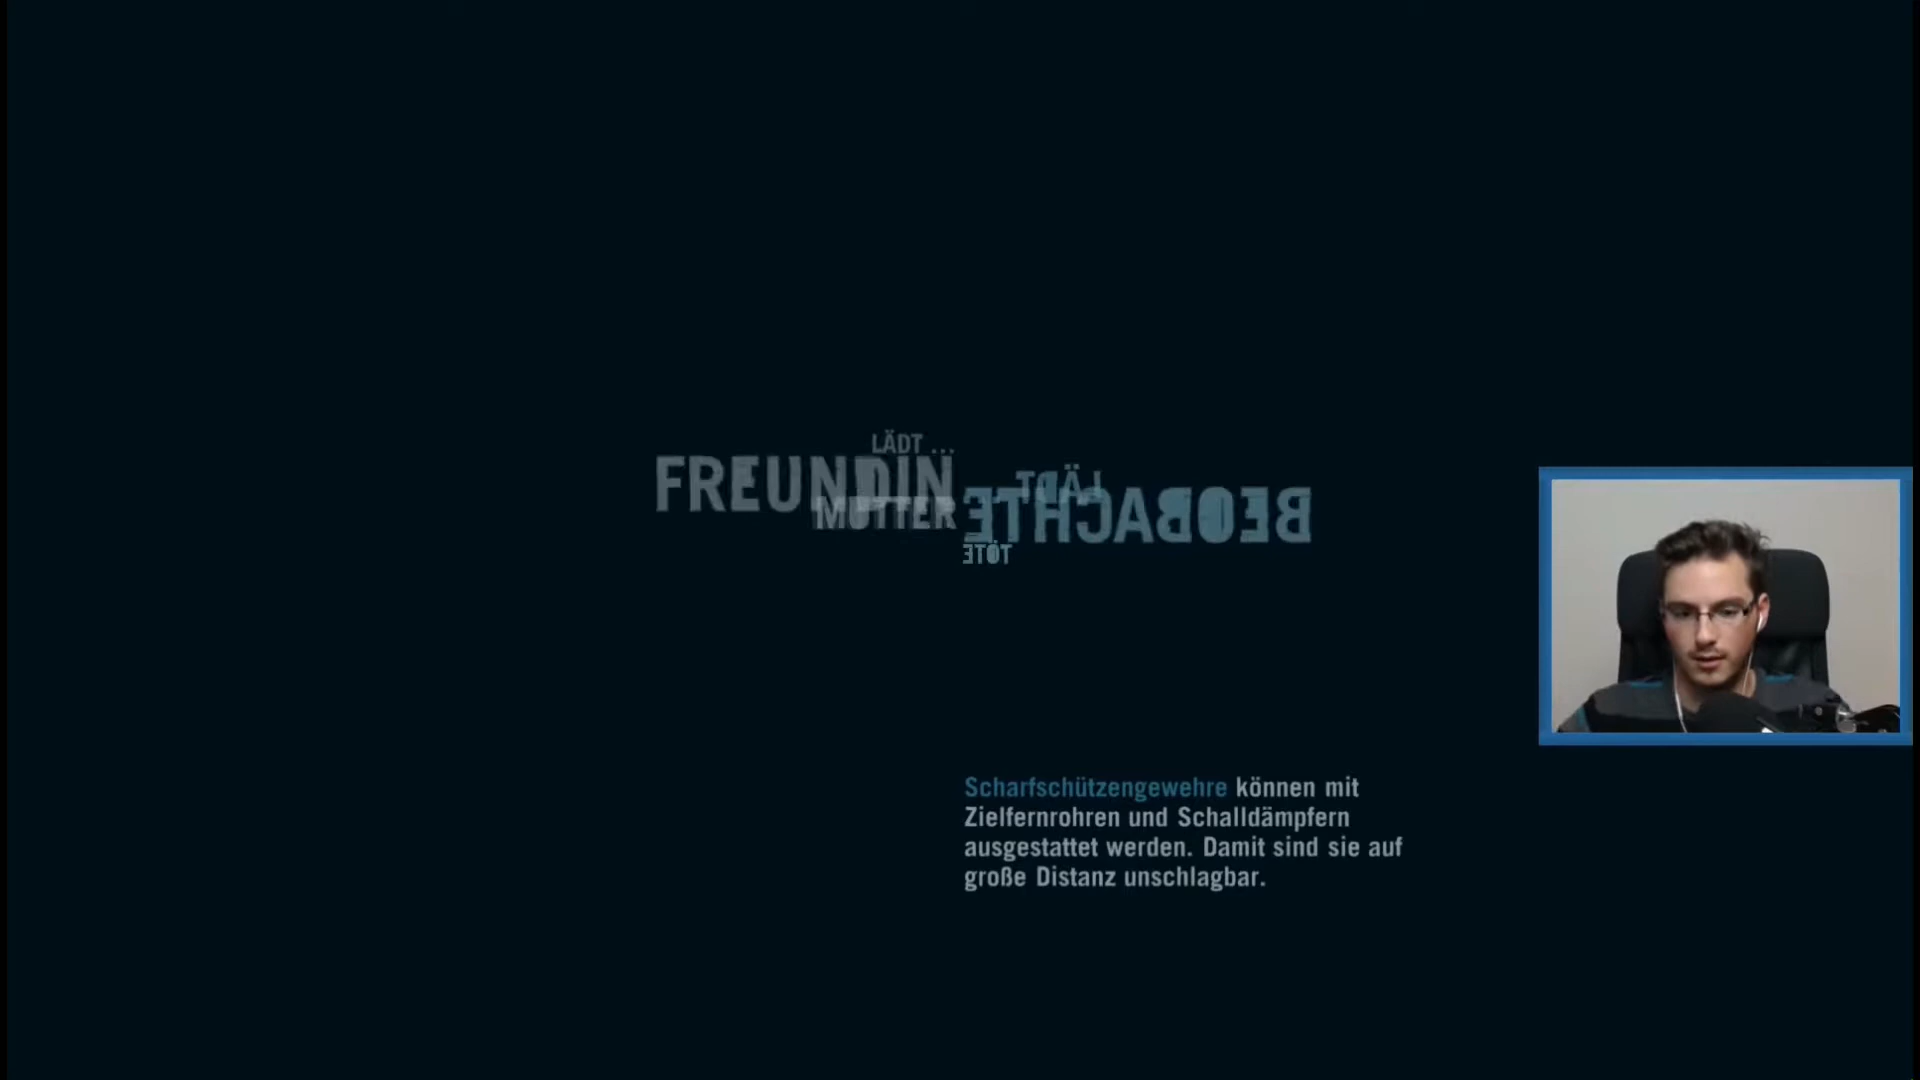 LÄDT ...
FREUNDIN
MUTTER
LÄDT
BEOBACHTE
TÖTE
Scharfschützengewehre können mit
Zielfernrohren und Schalldämpfern
ausgestattet werden. Damit sind sie auf
große Distanz unschlagbar.